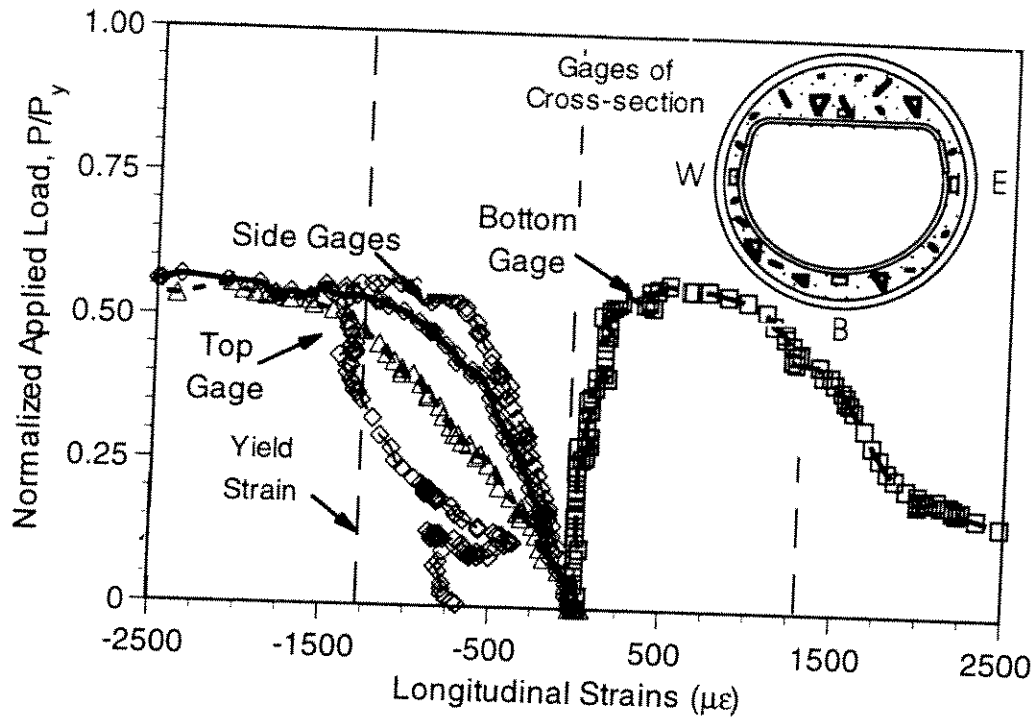 1.00
0.75
0.50
0.25
0
Normalized Applied Load, P/Py
Gages of
Cross-section
W
E
B
Side Gages
Bottom
Gage
Top
Gage
Yield
Strain
-2500
-1500
-500
500
1500
2500
Longitudinal Strains (με)